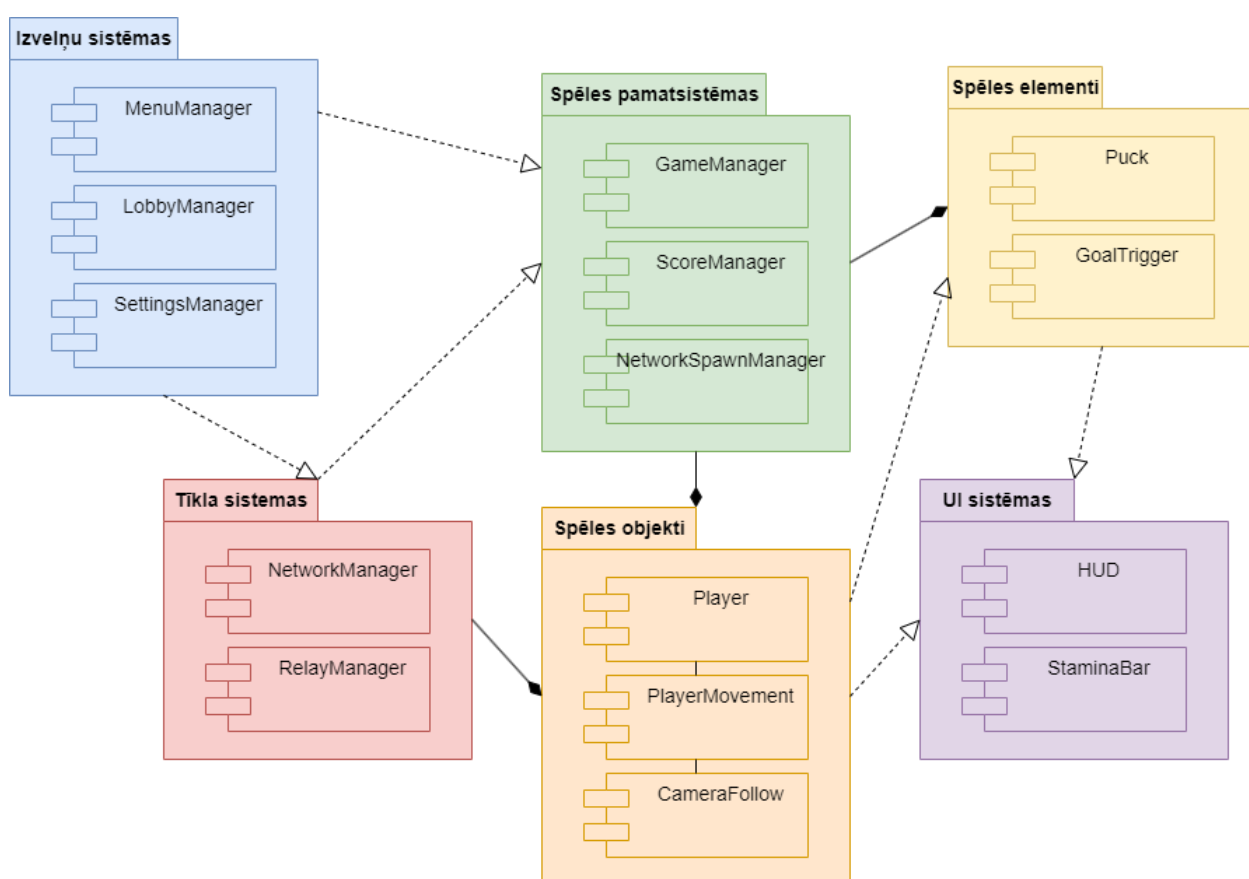 Izvelņu sistēmas
MenuManager
LobbyManager
SettingsManager
Spēles pamatsistēmas
GameManager
ScoreManager
NetworkSpawnManager
Spēles elementi
Puck
GoalTrigger
Tīkla sistemas
NetworkManager
RelayManager
Spēles objekti
Player
PlayerMovement
CameraFollow
UI sistēmas
HUD
StaminaBar